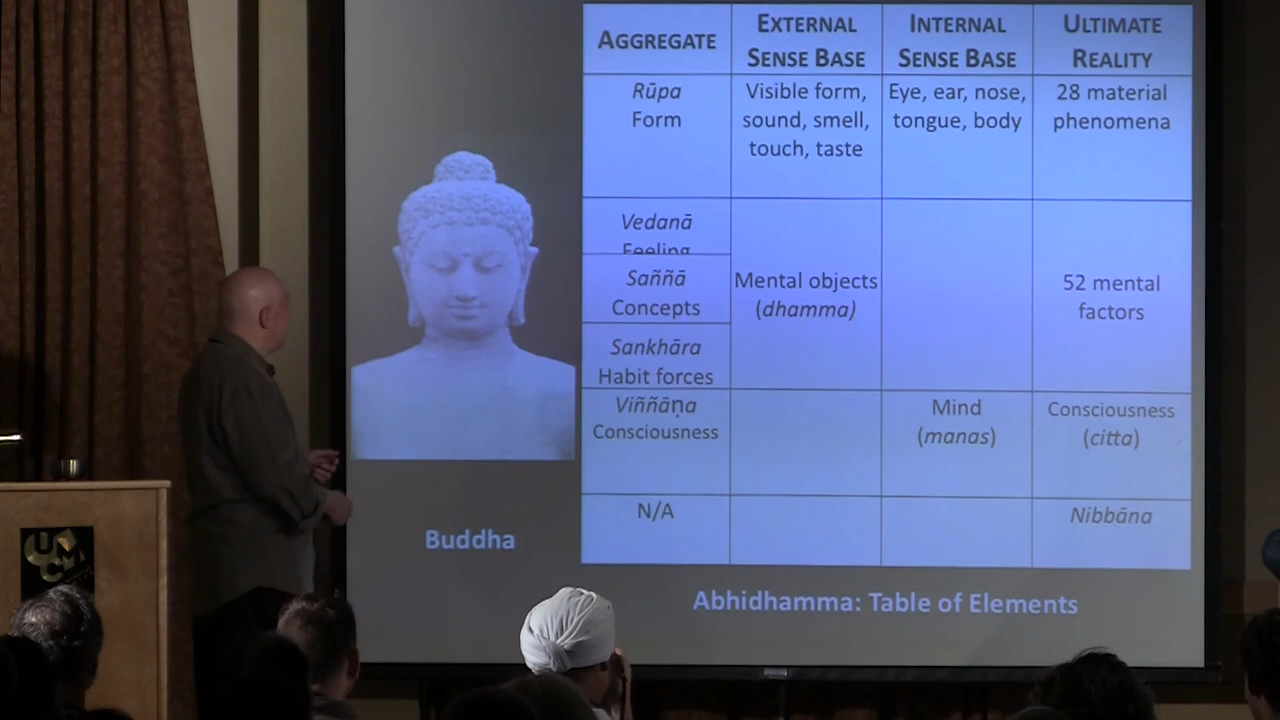 AGGREGATE
EXTERNAL
SENSE BASE
INTERNAL
SENSE BASE
ULTIMATE
REALITY
Rūpa
Form
Visible form,
sound, smell,
touch, taste
Eye, ear, nose,
tongue, body
28 material
phenomena
Vedanā
Feeling
Saññā
Concepts
Sankhāra
Habit forces
Mental objects
(dhamma)
52 mental
factors
Viññāṇa
Consciousness
Mind
(manas)
Consciousness
(citta)
N/A
Nibbāna
Buddha
Abhidhamma: Table of Elements
UCM